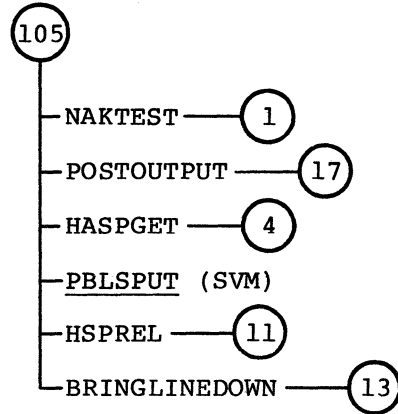 105
NAKTEST 1
POSTOUTPUT 17
HASPGET 4
PBLSPUT (SVM)
HSPREL 11
BRINGLINEDOWN 13